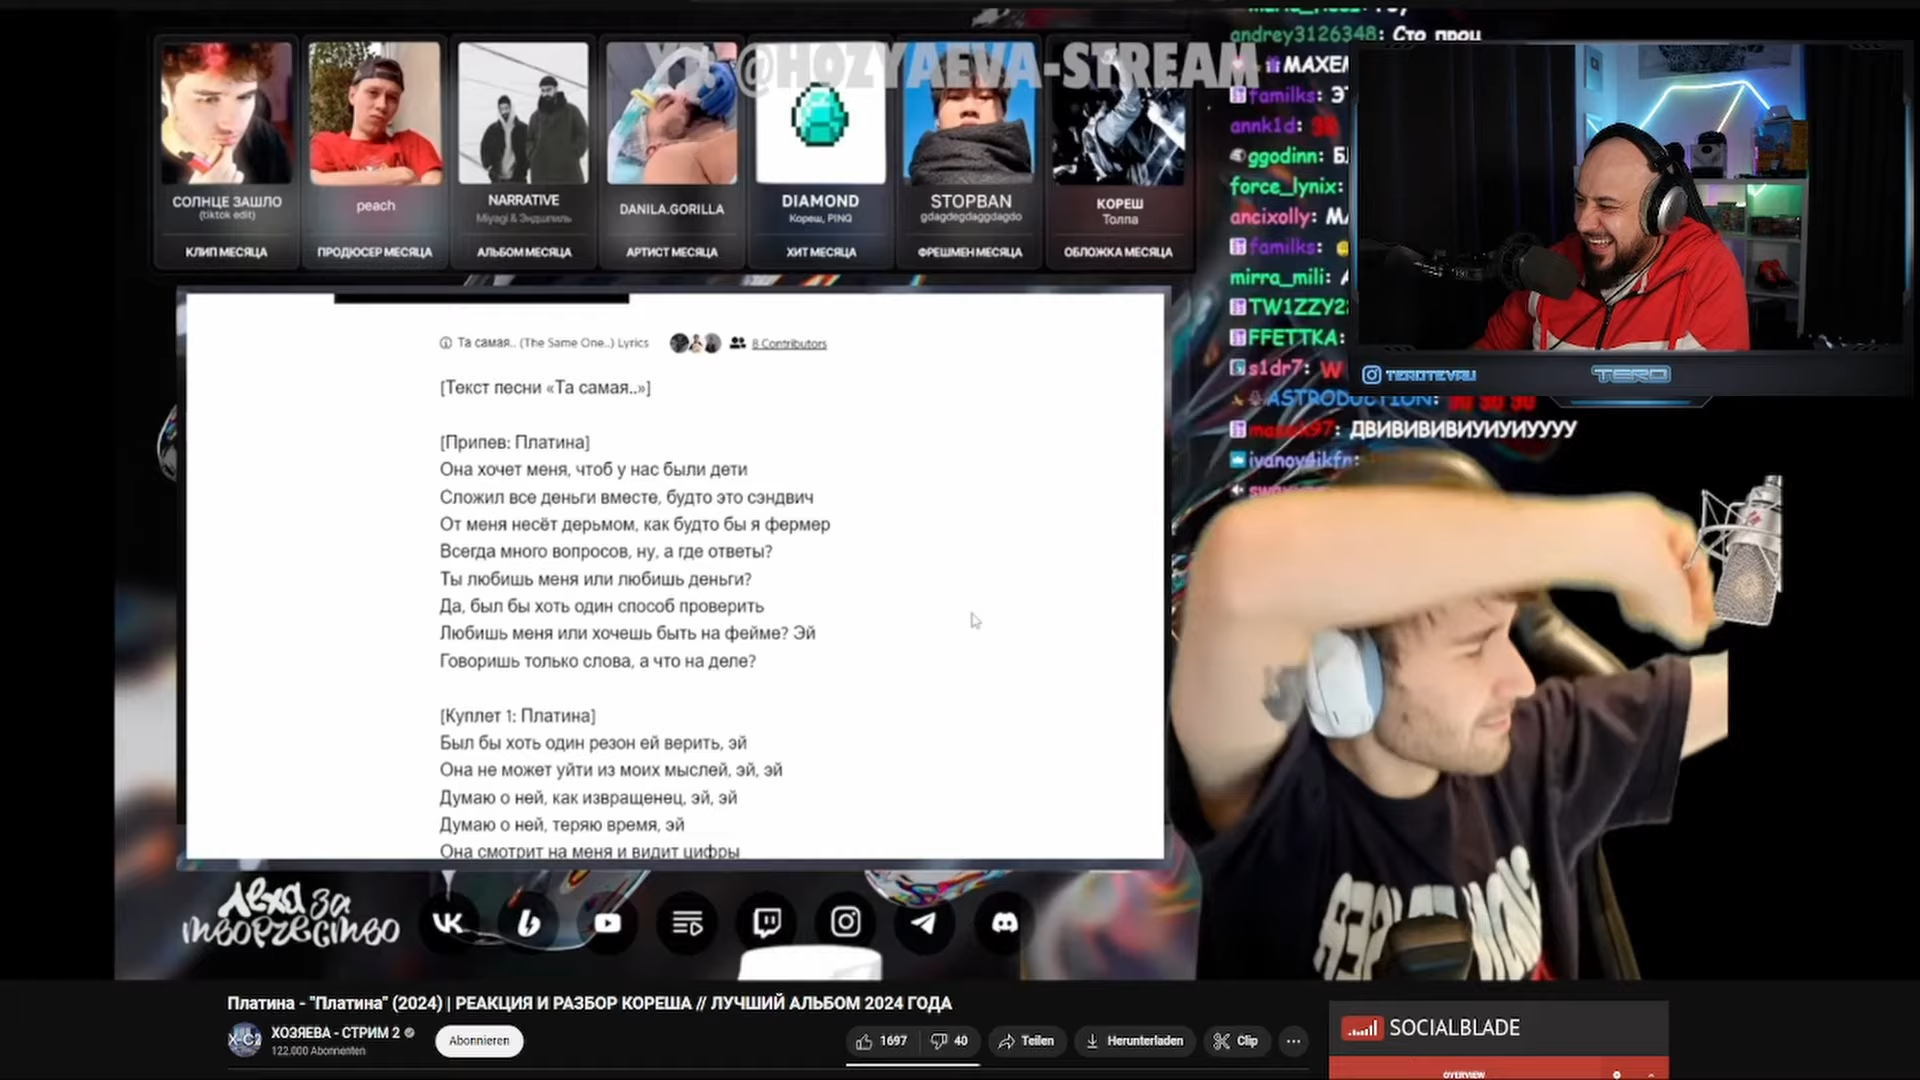 @HOZYAEVA-STREAM
andrey3126348: Сто проц
familks:
annk1d:
ggodinn:
force_lynix:
ancixolly:
familks:
mirra_mili:
FFETTKA:
s1dr7: W
ASTRODUCTION:
ДВИВИВИВИУИУИУУУУ
TEROTEVAU
TERO
СОЛНЦЕ ЗАШЛО
(tiktok edit)
КЛИП МЕСЯЦА
peach
ПРОДЮСЕР МЕСЯЦА
NARRATIVE
Miyagi & Эндшпиль
АЛЬБОМ МЕСЯЦА
DANILA.GORILLA
АРТИСТ МЕСЯЦА
DIAMOND
Кореш, PINQ
ХИТ МЕСЯЦА
STOPBAN
gdagdegdaggdagdo
ФРЕШМЕН МЕСЯЦА
КОРЕШ
Толпа
ОБЛОЖКА МЕСЯЦА
Та самая.. (The Same One..) Lyrics
8 Contributors
[Текст песни «Та самая..»]
[Припев: Платина]
Она хочет меня, чтоб у нас были дети
Сложил все деньги вместе, будто это сэндвич
От меня несёт дерьмом, как будто бы я фермер
Всегда много вопросов, ну, а где ответы?
Ты любишь меня или любишь деньги?
Да, был бы хоть один способ проверить
Любишь меня или хочешь быть на фейме? Эй
Говоришь только слова, а что на деле?
[Куплет 1: Платина]
Был бы хоть один резон ей верить, эй
Она не может уйти из моих мыслей, эй, эй
Думаю о ней, как извращенец, эй, эй
Думаю о ней, теряю время, эй
Она смотрит на меня и видит цифры
Леха за
творчество
Платина - "Платина" (2024) | РЕАКЦИЯ И РАЗБОР КОРЕША // ЛУЧШИЙ АЛЬБОМ 2024 ГОДА
ХОЗЯЕВА - СТРИМ 2
122.000 Abonnenten
Abonnieren
1697
40
Teilen
Herunterladen
Clip
SOCIALBLADE
OVERVIEW